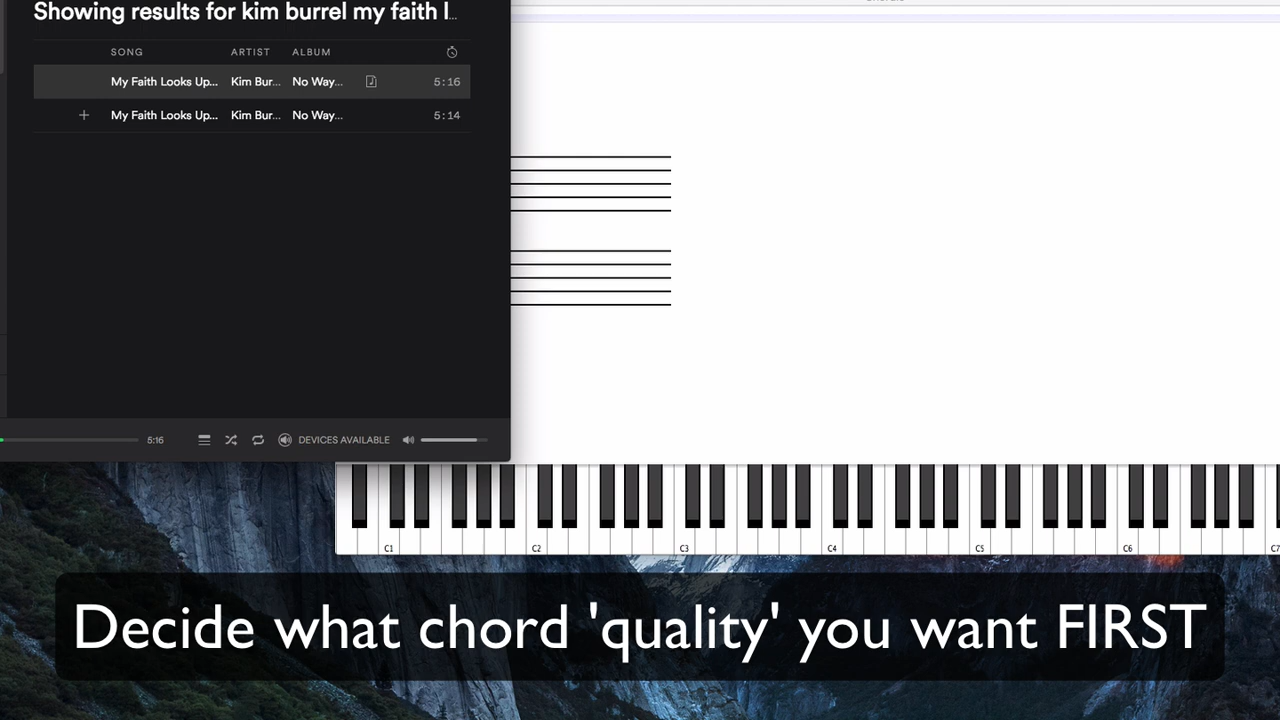 Showing results for kim burrel my faith l...
SONG ARTIST ALBUM
My Faith Looks Up... Kim Bur... No Way... 5:16
+ My Faith Looks Up... Kim Bur... No Way... 5:14
5:16 DEVICES AVAILABLE
C1 C2 C3 C4 C5 C6 C7
Decide what chord 'quality' you want FIRST